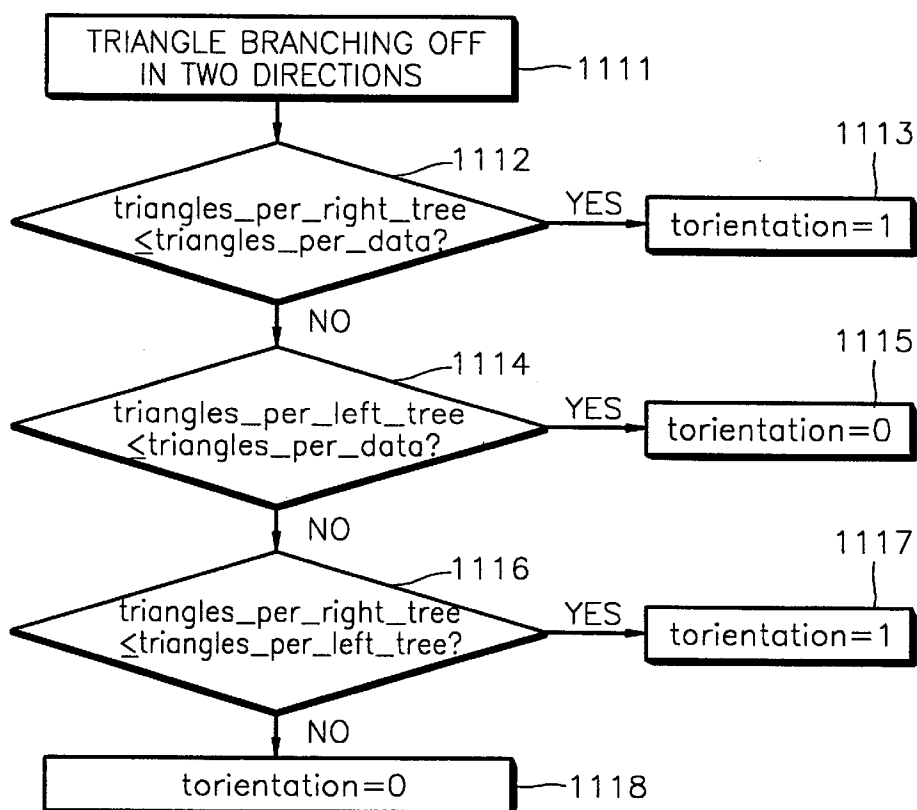 TRIANGLE BRANCHING OFF
IN TWO DIRECTIONS
1111
1112
triangles_per_right_tree
≤triangles_per_data?
YES
1113
torientation=1
NO
1114
triangles_per_left_tree
≤triangles_per_data?
YES
1115
torientation=0
NO
1116
triangles_per_right_tree
≤triangles_per_left_tree?
YES
1117
torientation=1
NO
torientation=0
1118